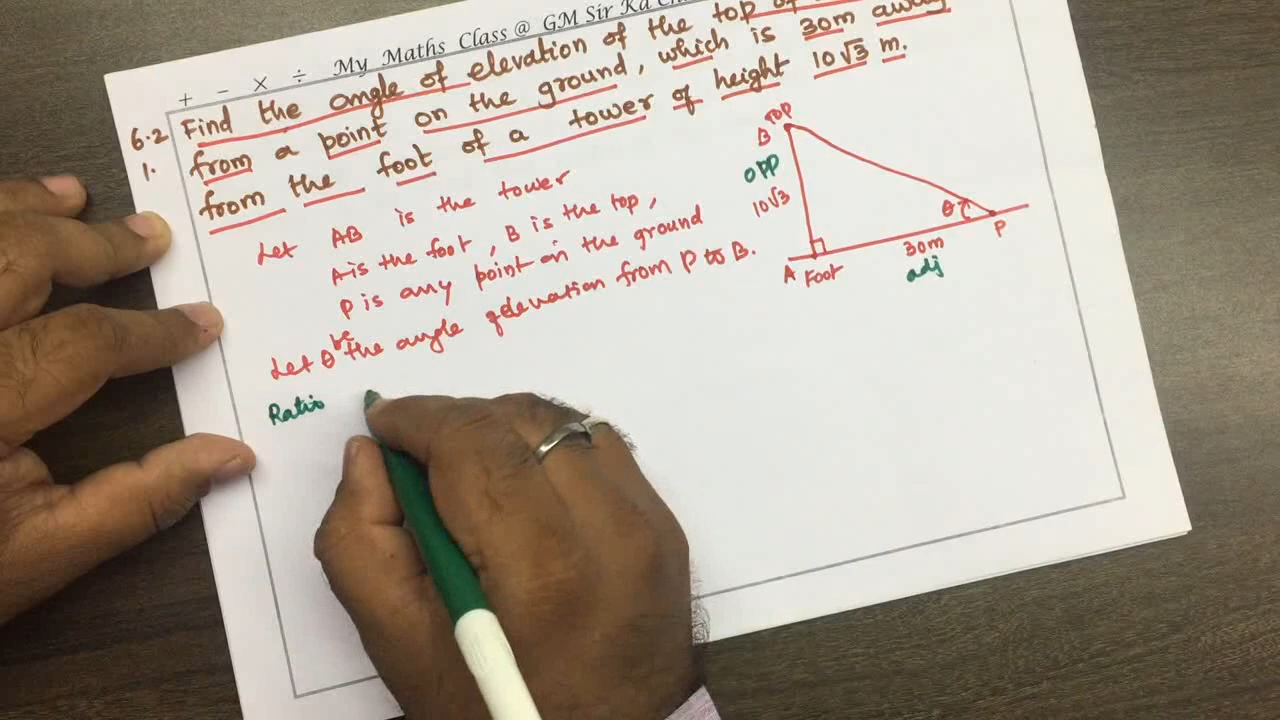 + - × ÷ My Maths Class @ GM Sir Ka
6.2 Find the angle of elevation of the top of
1. from a point on the ground, which is 30m away
from the foot of a tower of height 10√3 m.
Let AB is the tower
A is the foot, B is the top,
P is any point on the ground
Let θ be the angle of elevation from P to B.
Ratio
TOP
B
OPP
10√3
θ
P
30m
A Foot
adj